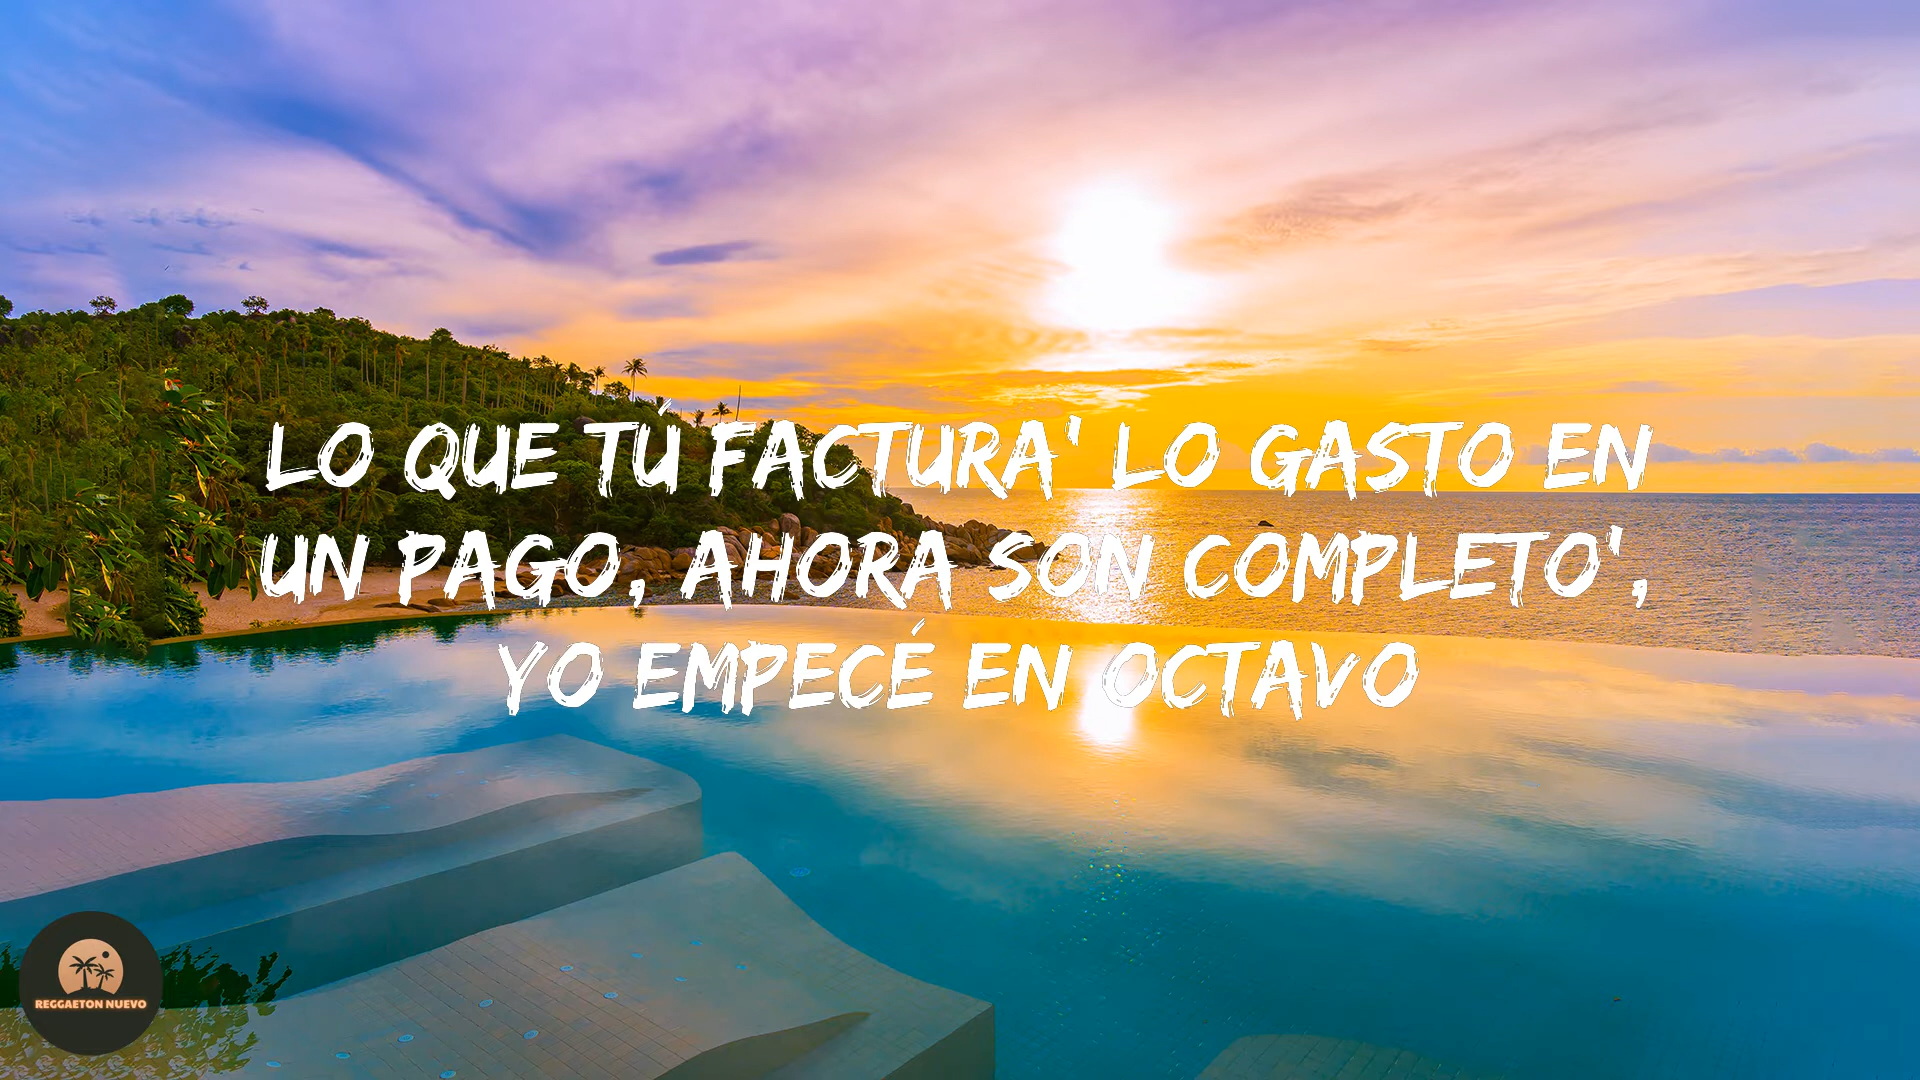 LO QUE TÚ FACTURA' LO GASTO EN
UN PAGO, AHORA SON COMPLETO',
YO EMPECÉ EN OCTAVO
REGGAETON NUEVO